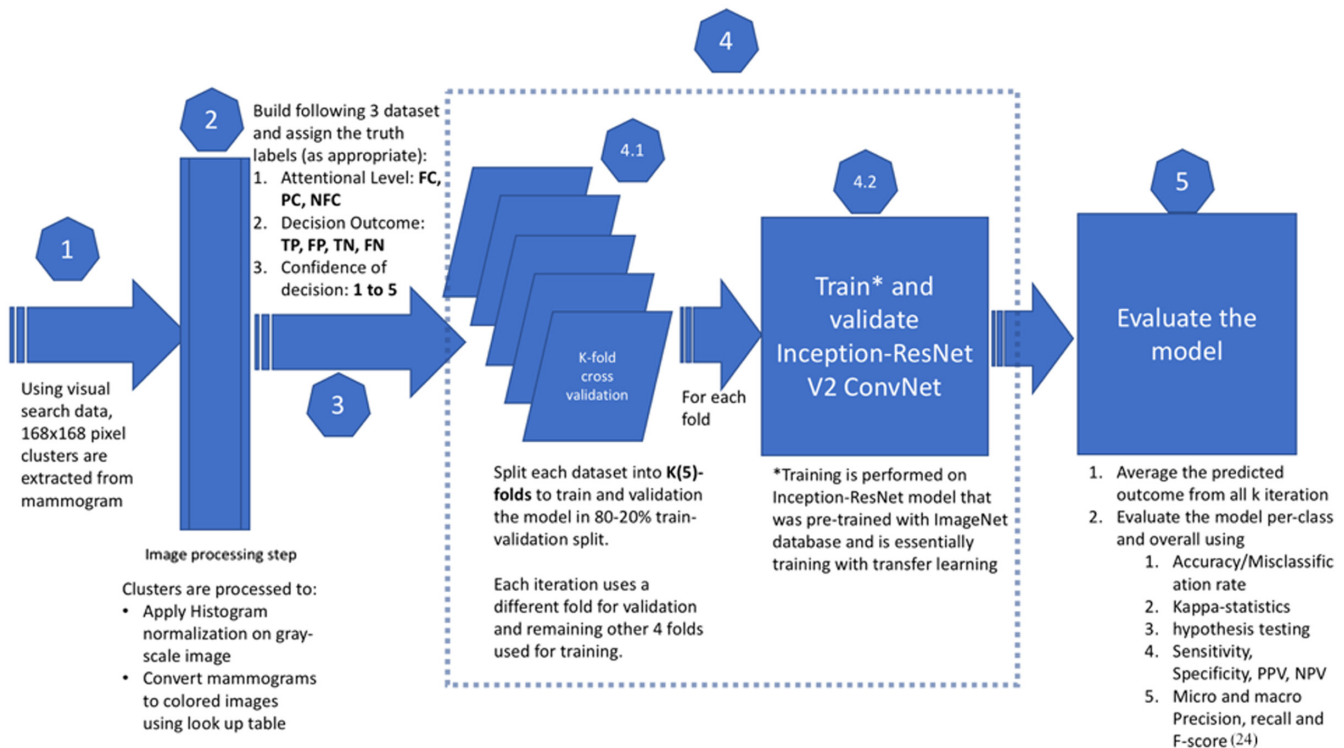 1
Using visual
search data,
168x168 pixel
clusters are
extracted from
mammogram
2
Image processing step
Clusters are processed to:
• Apply Histogram
normalization on gray-
scale image
• Convert mammograms
to colored images
using look up table
Build following 3 dataset
and assign the truth
labels (as appropriate):
1. Attentional Level: FC,
PC, NFC
2. Decision Outcome:
TP, FP, TN, FN
3. Confidence of
decision: 1 to 5
3
4
4.1
K-fold
cross
validation
Split each dataset into K(5)-
folds to train and validation
the model in 80-20% train-
validation split.
Each iteration uses a
different fold for validation
and remaining other 4 folds
used for training.
For each
fold
4.2
Train* and
validate
Inception-ResNet
V2 ConvNet
*Training is performed on
Inception-ResNet model that
was pre-trained with ImageNet
database and is essentially
training with transfer learning
5
Evaluate the
model
1. Average the predicted
outcome from all k iteration
2. Evaluate the model per-class
and overall using
1. Accuracy/Misclassific
ation rate
2. Kappa-statistics
3. hypothesis testing
4. Sensitivity,
Specificity, PPV, NPV
5. Micro and macro
Precision, recall and
F-score (24)